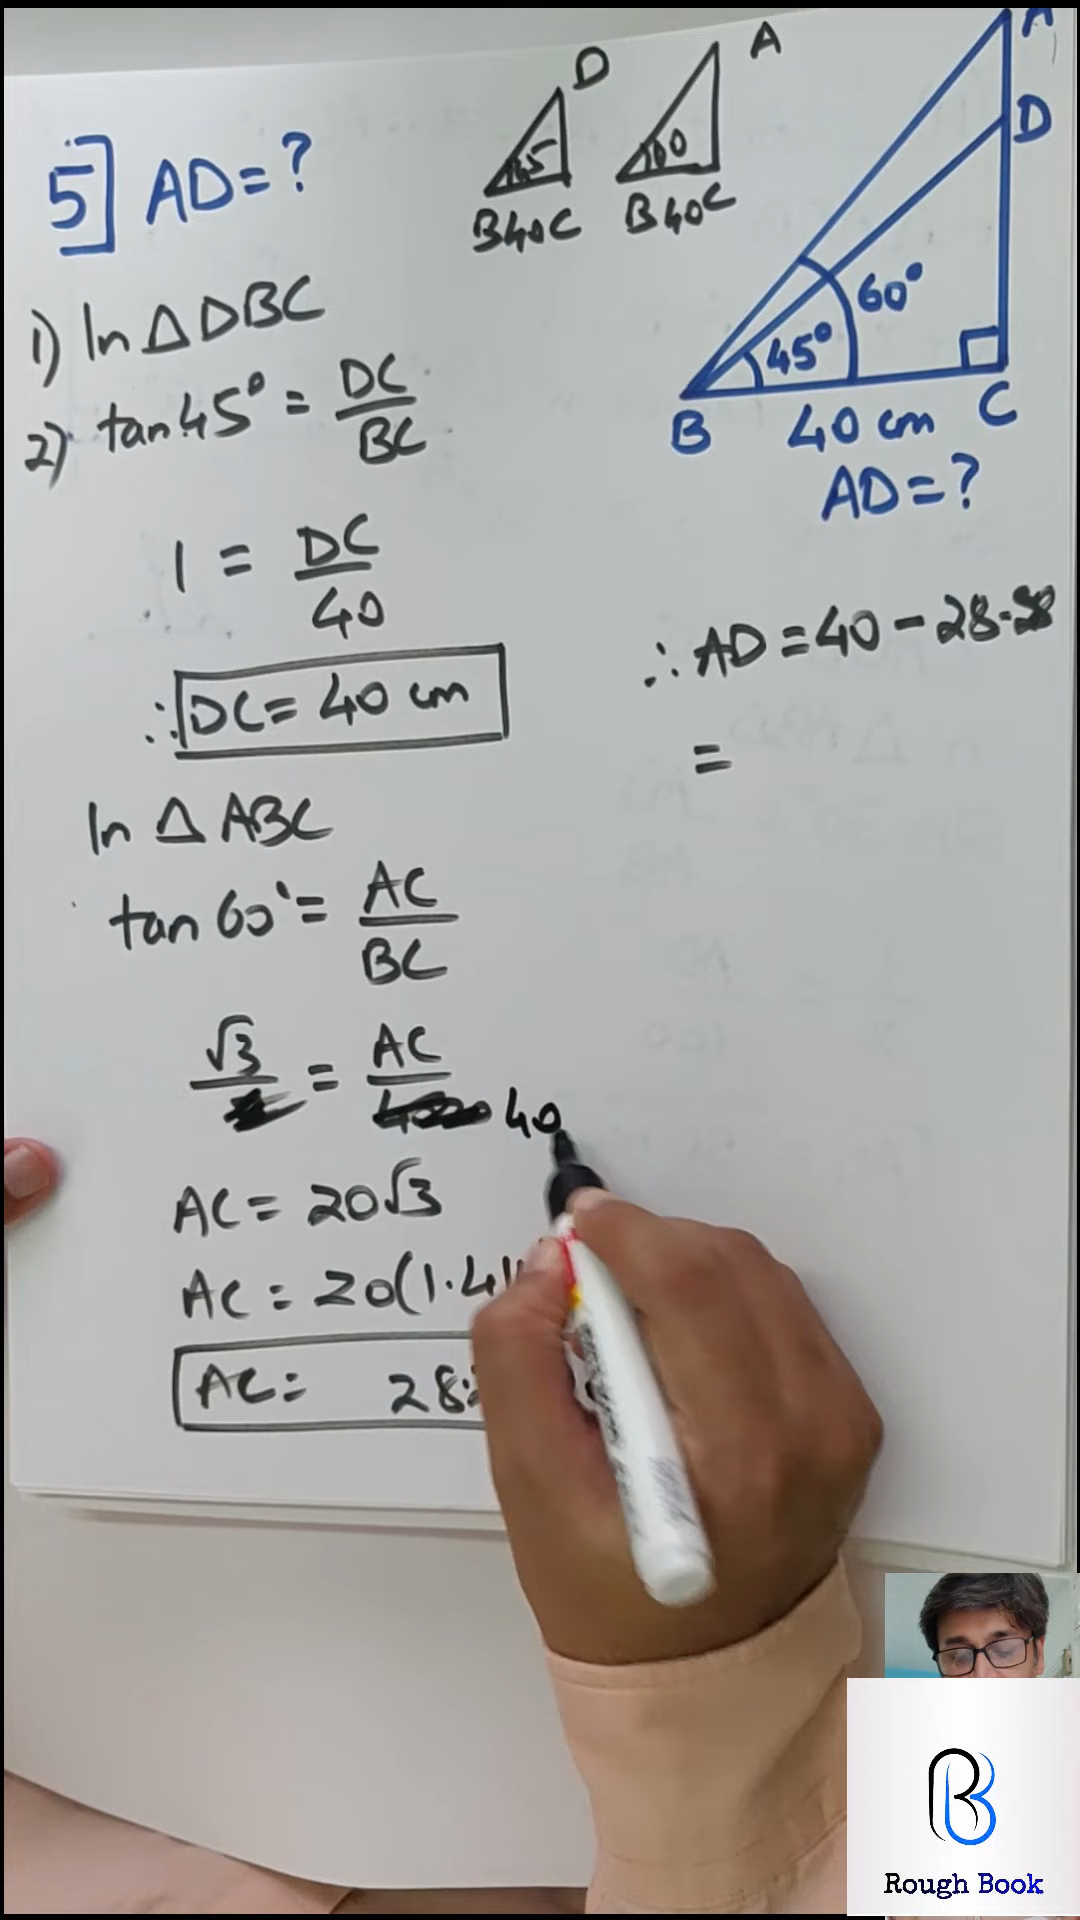 5] AD = ?
D
45
B 40 C
A
60
B 40 C
A
D
60°
45°
B 40 cm C
AD = ?
1) In △ DBC
2) tan 45° = DC/BC
1 = DC/40
∴ DC = 40 cm
In △ ABC
tan 60° = AC/BC
√3 = AC/40
AC = 20√3
AC = 20(1.41
AC = 28.
∴ AD = 40 - 28.
=
B
Rough Book